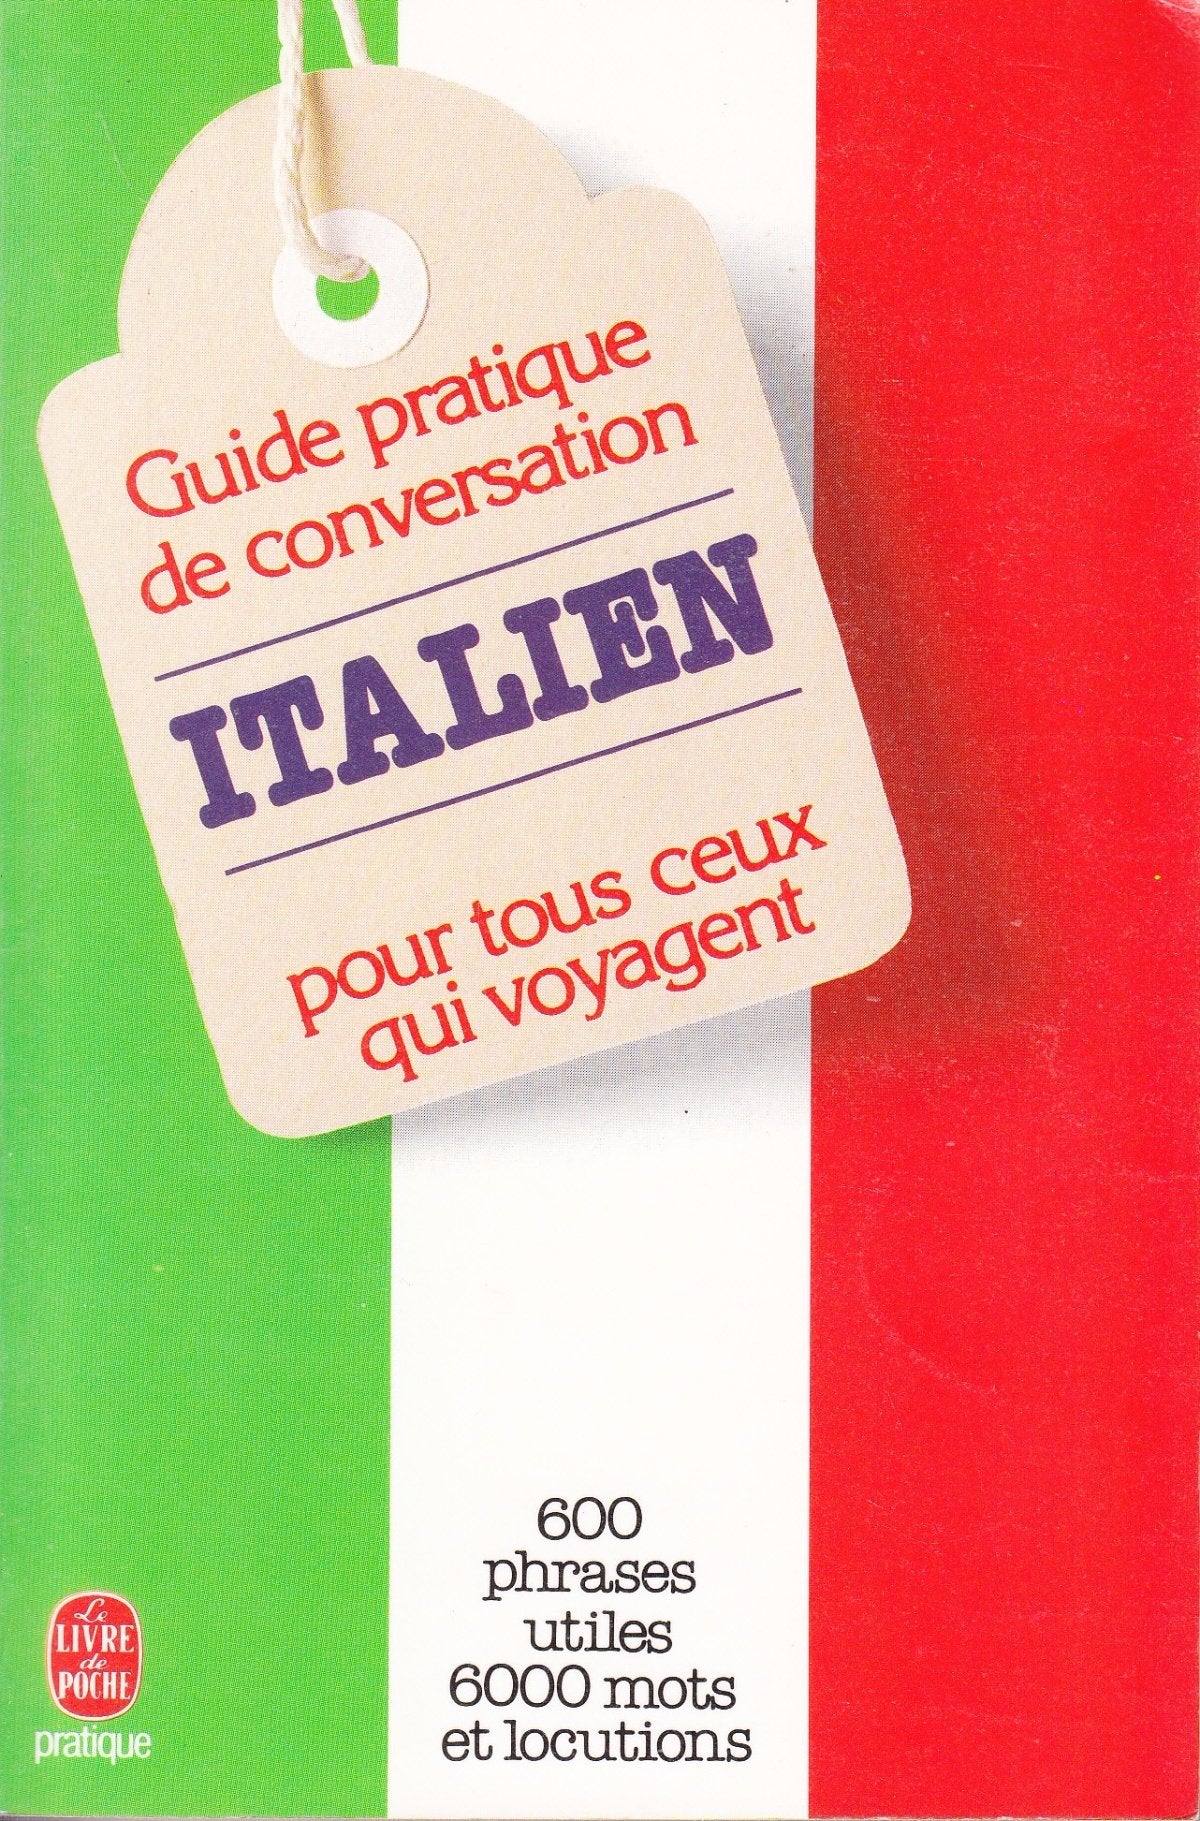 Guide pratique
de conversation
ITALIEN
pour tous ceux
qui voyagent
600
phrases
utiles
6000 mots
et locutions
Le
LIVRE
de
POCHE
pratique